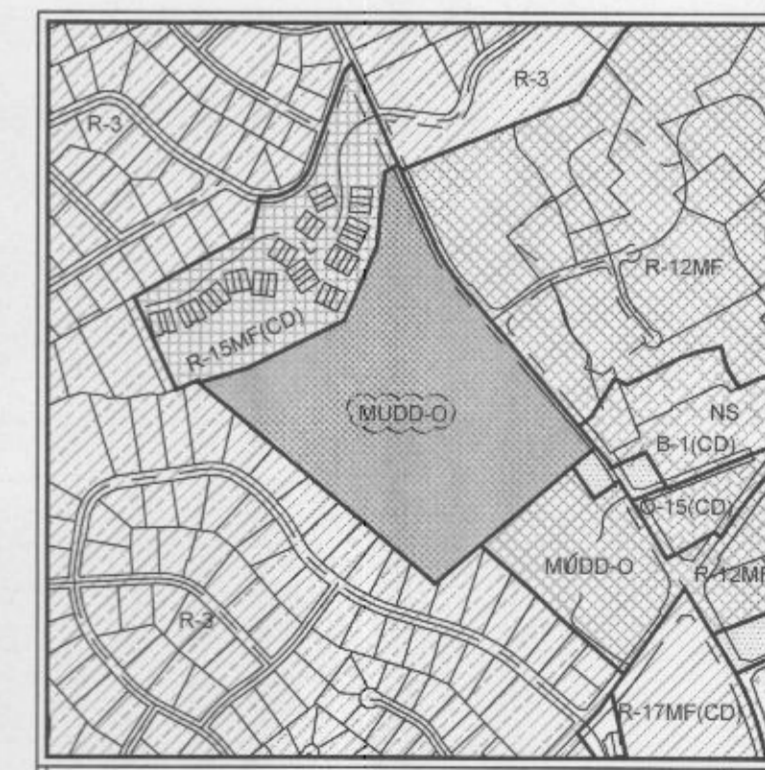 R-3
R-3
R-12MF
R-15MF(CD)
MUDD-O
NS
B-1(CD)
O-15(CD)
MUDD-O
R-12MF
R-3
R-17MF(CD)